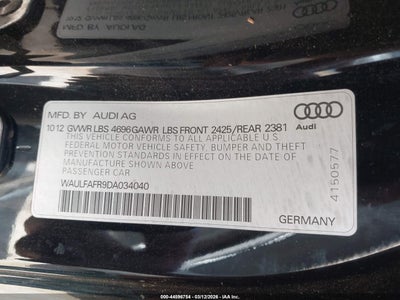 MFD. BY AUDI AG
10 12 GVWR LBS 4696 GAWR LBS FRONT 2425/REAR 2381
THIS VEHICLE CONFORMS TO ALL APPLICABLE U.S.
FEDERAL MOTOR VEHICLE SAFETY, BUMPER, AND THEFT
PREVENTION STANDARDS IN EFFECT ON THE DATE OF
MANUFACTURE SHOWN ABOVE
PASSENGER CAR
WAULFAFR9DA034040
Audi
4150577
GERMANY
000-44596754 - 03/12/2026 - IAA Inc.